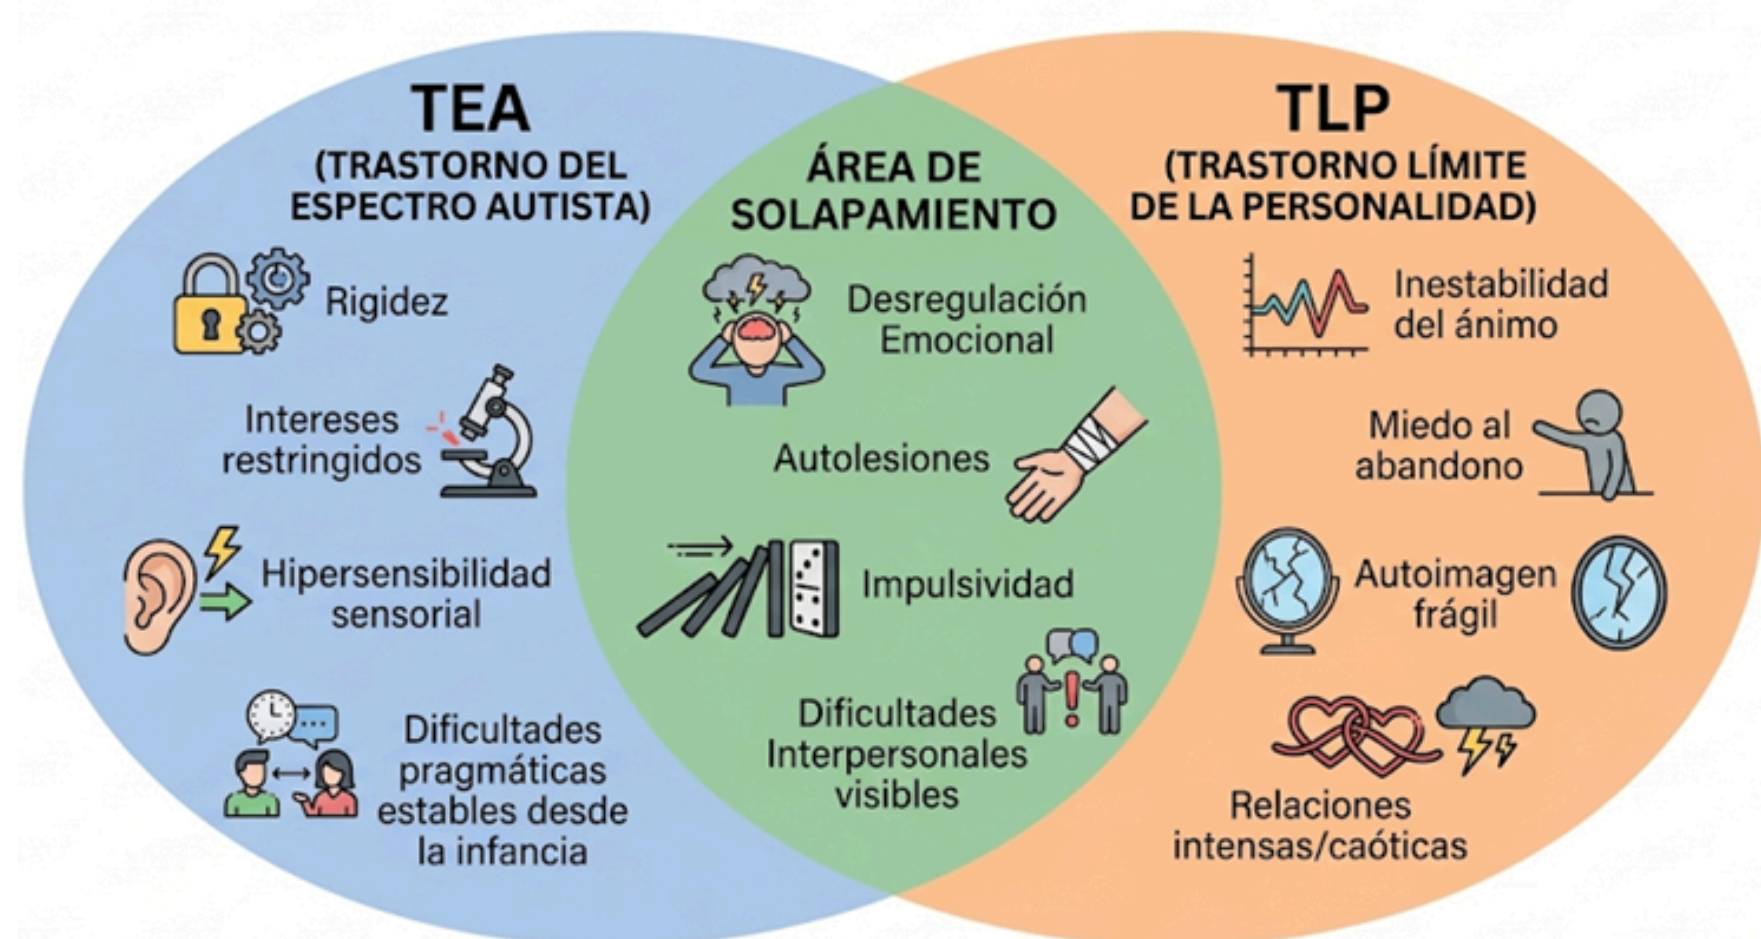 TEA
(TRASTORNO DEL
ESPECTRO AUTISTA)
Rigidez
Intereses
restringidos
Hipersensibilidad
sensorial
Dificultades
pragmáticas
estables desde
la infancia
ÁREA DE
SOLAPAMIENTO
Desregulación
Emocional
Autolesiones
Impulsividad
Dificultades
Interpersonales
visibles
TLP
(TRASTORNO LÍMITE
DE LA PERSONALIDAD)
Inestabilidad
del ánimo
Miedo al
abandono
Autoimagen
frágil
Relaciones
intensas/caóticas